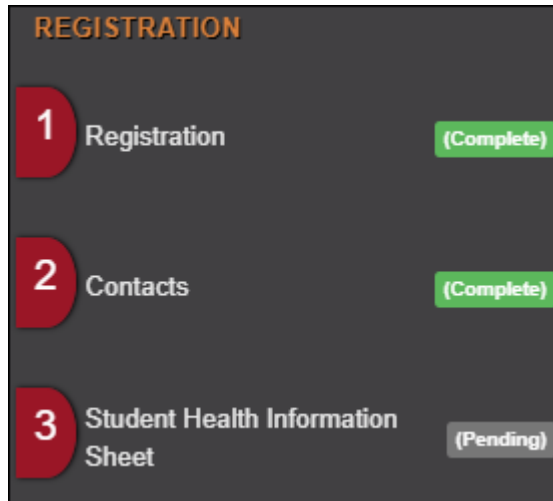 REGISTRATION
1
Registration
(Complete)
2
Contacts
(Complete)
3
Student Health Information
Sheet
(Pending)